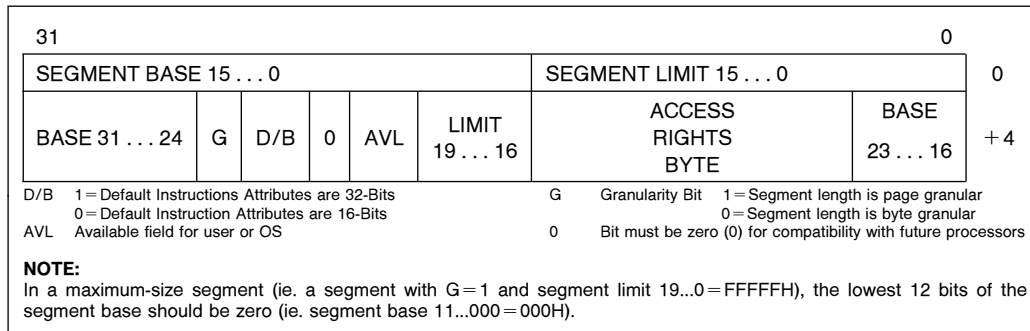 31 0
SEGMENT BASE 15 . . . 0 SEGMENT LIMIT 15 . . . 0 0
BASE 31 . . . 24 G D/B 0 AVL LIMIT 19 . . . 16 ACCESS RIGHTS BYTE BASE 23 . . . 16 +4
D/B 1=Default Instructions Attributes are 32-Bits
0=Default Instruction Attributes are 16-Bits
AVL Available field for user or OS
G Granularity Bit 1=Segment length is page granular
0=Segment length is byte granular
0 Bit must be zero (0) for compatibility with future processors
NOTE:
In a maximum-size segment (ie. a segment with G=1 and segment limit 19...0=FFFFFH), the lowest 12 bits of the
segment base should be zero (ie. segment base 11...000=000H).